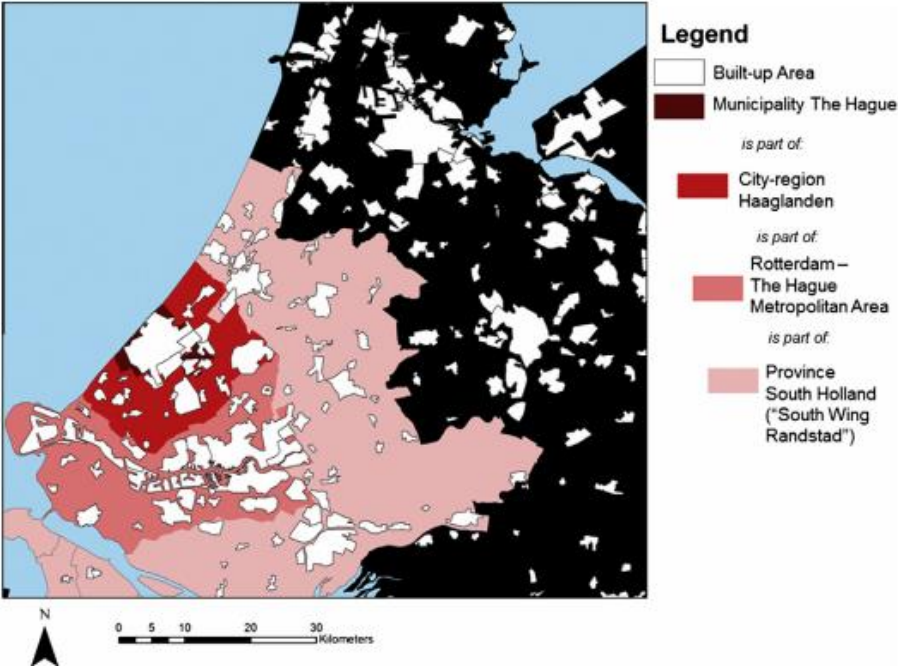 Legend
Built-up Area
Municipality The Hague
is part of:
City-region
Haaglanden
is part of:
Rotterdam –
The Hague
Metropolitan Area
is part of:
Province
South Holland
("South Wing
Randstad")
N
0 5 10 20 30
Kilometers